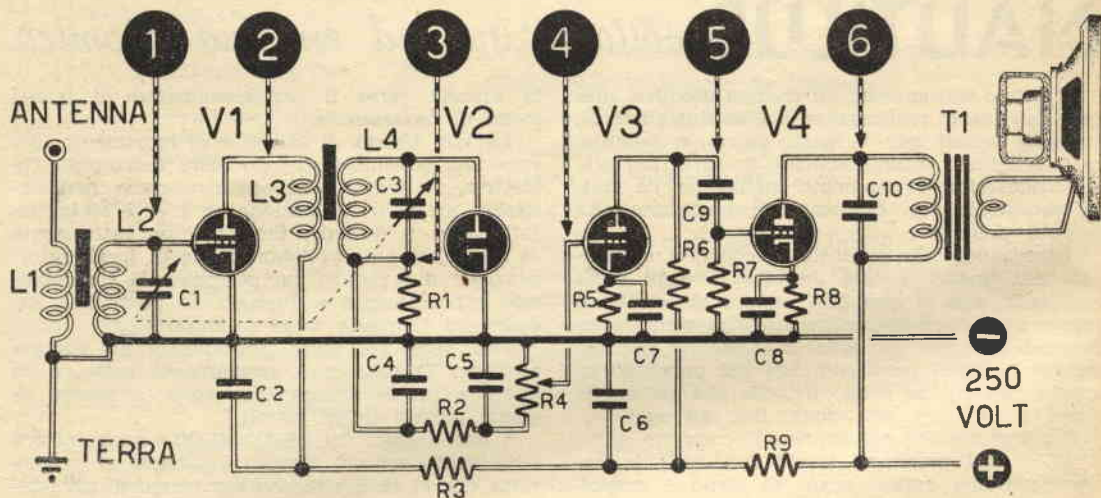 1 2 3 4 5 6
ANTENNA V1 L4 V2 V3 V4 T1
L3 C3 C9 C10
L2 R6
L1 C1 R1 R5 R7 R8
C4 C5 C7 C8 −
C2 R4 C6 250
R2 VOLT
TERRA R9
R3 +